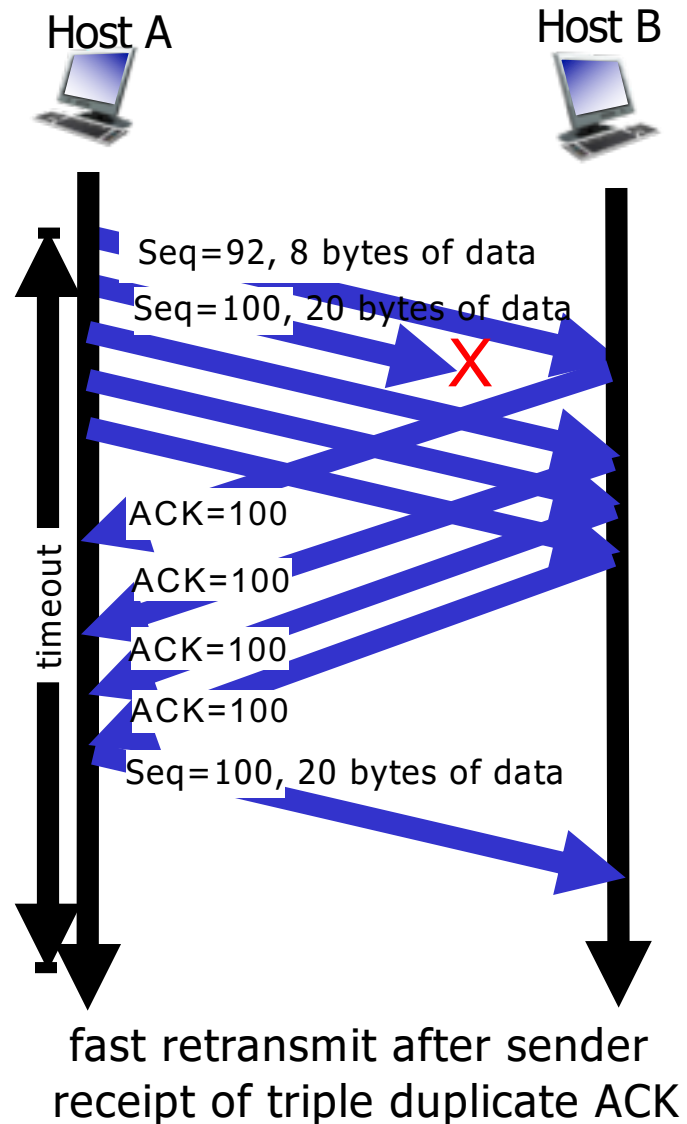 Host A
Host B
Seq=92, 8 bytes of data
Seq=100, 20 bytes of data
X
ACK=100
timeout
ACK=100
ACK=100
ACK=100
Seq=100, 20 bytes of data
fast retransmit after sender
receipt of triple duplicate ACK